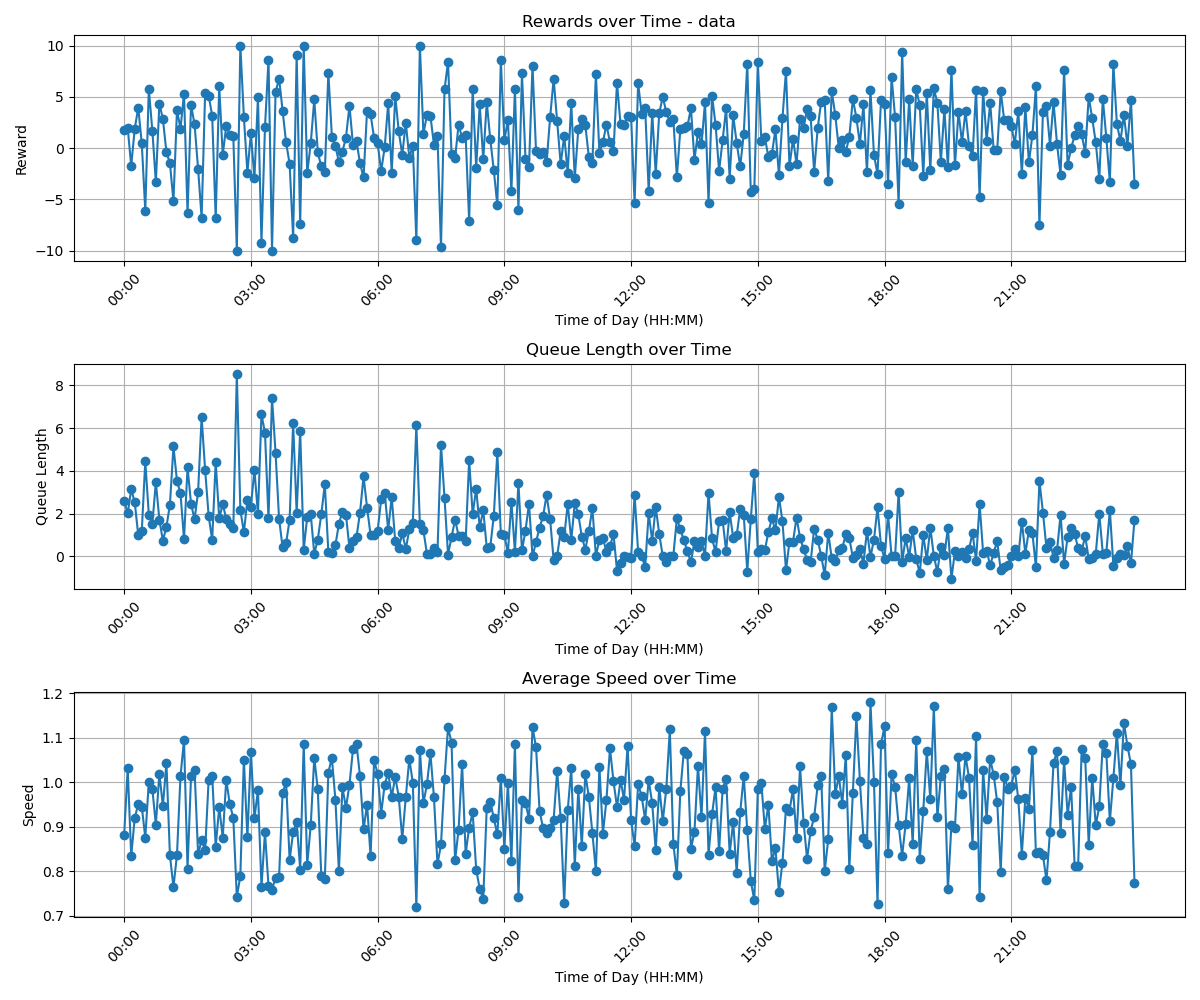 Rewards over Time - data
10
5
0
−5
−10
Reward
00:00 03:00 06:00 09:00 12:00 15:00 18:00 21:00
Time of Day (HH:MM)
Queue Length over Time
8
6
4
2
0
Queue Length
00:00 03:00 06:00 09:00 12:00 15:00 18:00 21:00
Time of Day (HH:MM)
Average Speed over Time
1.2
1.1
1.0
0.9
0.8
0.7
Speed
00:00 03:00 06:00 09:00 12:00 15:00 18:00 21:00
Time of Day (HH:MM)